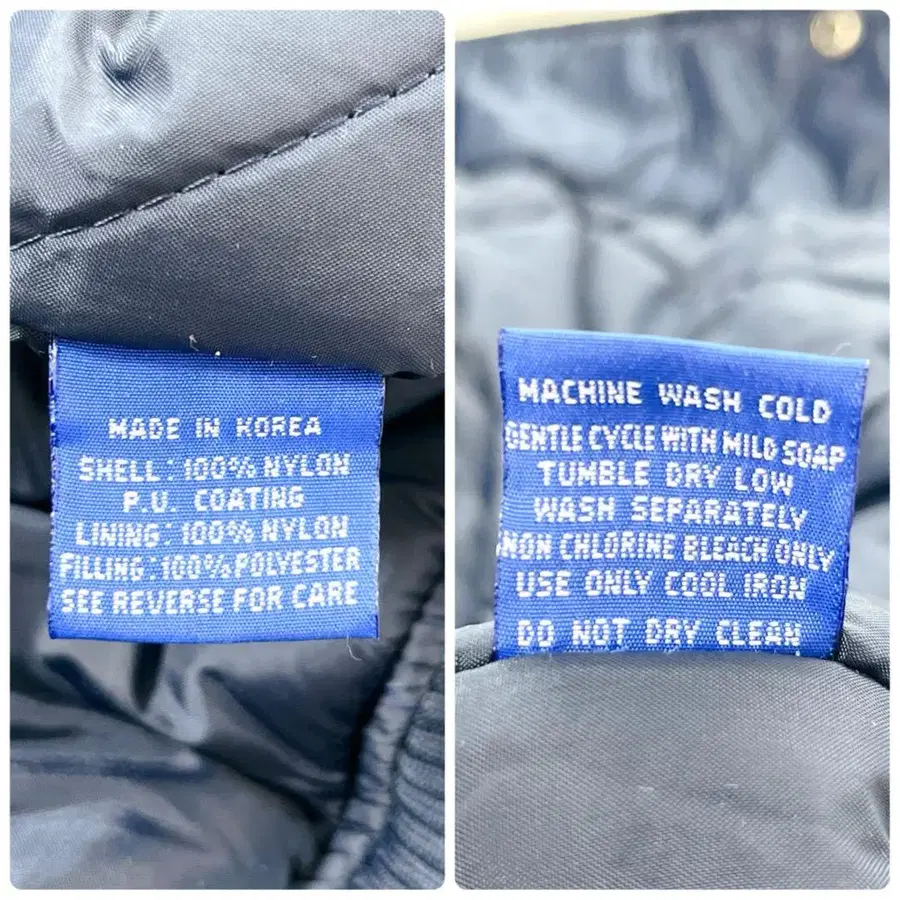 MADE IN KOREA
SHELL : 100% NYLON
P.U. COATING
LINING : 100% NYLON
FILLING : 100% POLYESTER
SEE REVERSE FOR CARE
MACHINE WASH COLD
GENTLE CYCLE WITH MILD SOAP
TUMBLE DRY LOW
WASH SEPARATELY
NON CHLORINE BLEACH ONLY
USE ONLY COOL IRON
DO NOT DRY CLEAN